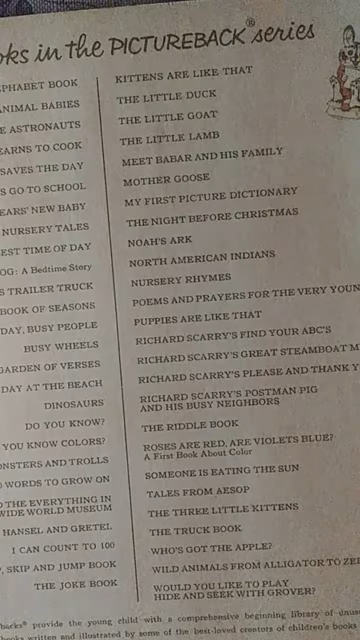 oks in the PICTUREBACK® series
PHABET BOOK
ANIMAL BABIES
E ASTRONAUTS
EARNS TO COOK
SAVES THE DAY
S GO TO SCHOOL
EARS' NEW BABY
NURSERY TALES
EST TIME OF DAY
OG: A Bedtime Story
S TRAILER TRUCK
BOOK OF SEASONS
DAY, BUSY PEOPLE
BUSY WHEELS
GARDEN OF VERSES
DAY AT THE BEACH
DINOSAURS
DO YOU KNOW?
YOU KNOW COLORS?
ONSTERS AND TROLLS
WORDS TO GROW ON
THE EVERYTHING IN
WIDE WORLD MUSEUM
HANSEL AND GRETEL
I CAN COUNT TO 100
, SKIP AND JUMP BOOK
THE JOKE BOOK
KITTENS ARE LIKE THAT
THE LITTLE DUCK
THE LITTLE GOAT
THE LITTLE LAMB
MEET BABAR AND HIS FAMILY
MOTHER GOOSE
MY FIRST PICTURE DICTIONARY
THE NIGHT BEFORE CHRISTMAS
NOAH'S ARK
NORTH AMERICAN INDIANS
NURSERY RHYMES
POEMS AND PRAYERS FOR THE VERY YOUN
PUPPIES ARE LIKE THAT
RICHARD SCARRY'S FIND YOUR ABC'S
RICHARD SCARRY'S GREAT STEAMBOAT M
RICHARD SCARRY'S PLEASE AND THANK Y
RICHARD SCARRY'S POSTMAN PIG
AND HIS BUSY NEIGHBORS
THE RIDDLE BOOK
ROSES ARE RED, ARE VIOLETS BLUE?
A First Book About Color
SOMEONE IS EATING THE SUN
TALES FROM AESOP
THE THREE LITTLE KITTENS
THE TRUCK BOOK
WHO'S GOT THE APPLE?
WILD ANIMALS FROM ALLIGATOR TO ZE
WOULD YOU LIKE TO PLAY
HIDE AND SEEK WITH GROVER?
backs® provide the young child with a comprehensive beginning library of unus
books written and illustrated by some of the best-loved creators of children's books